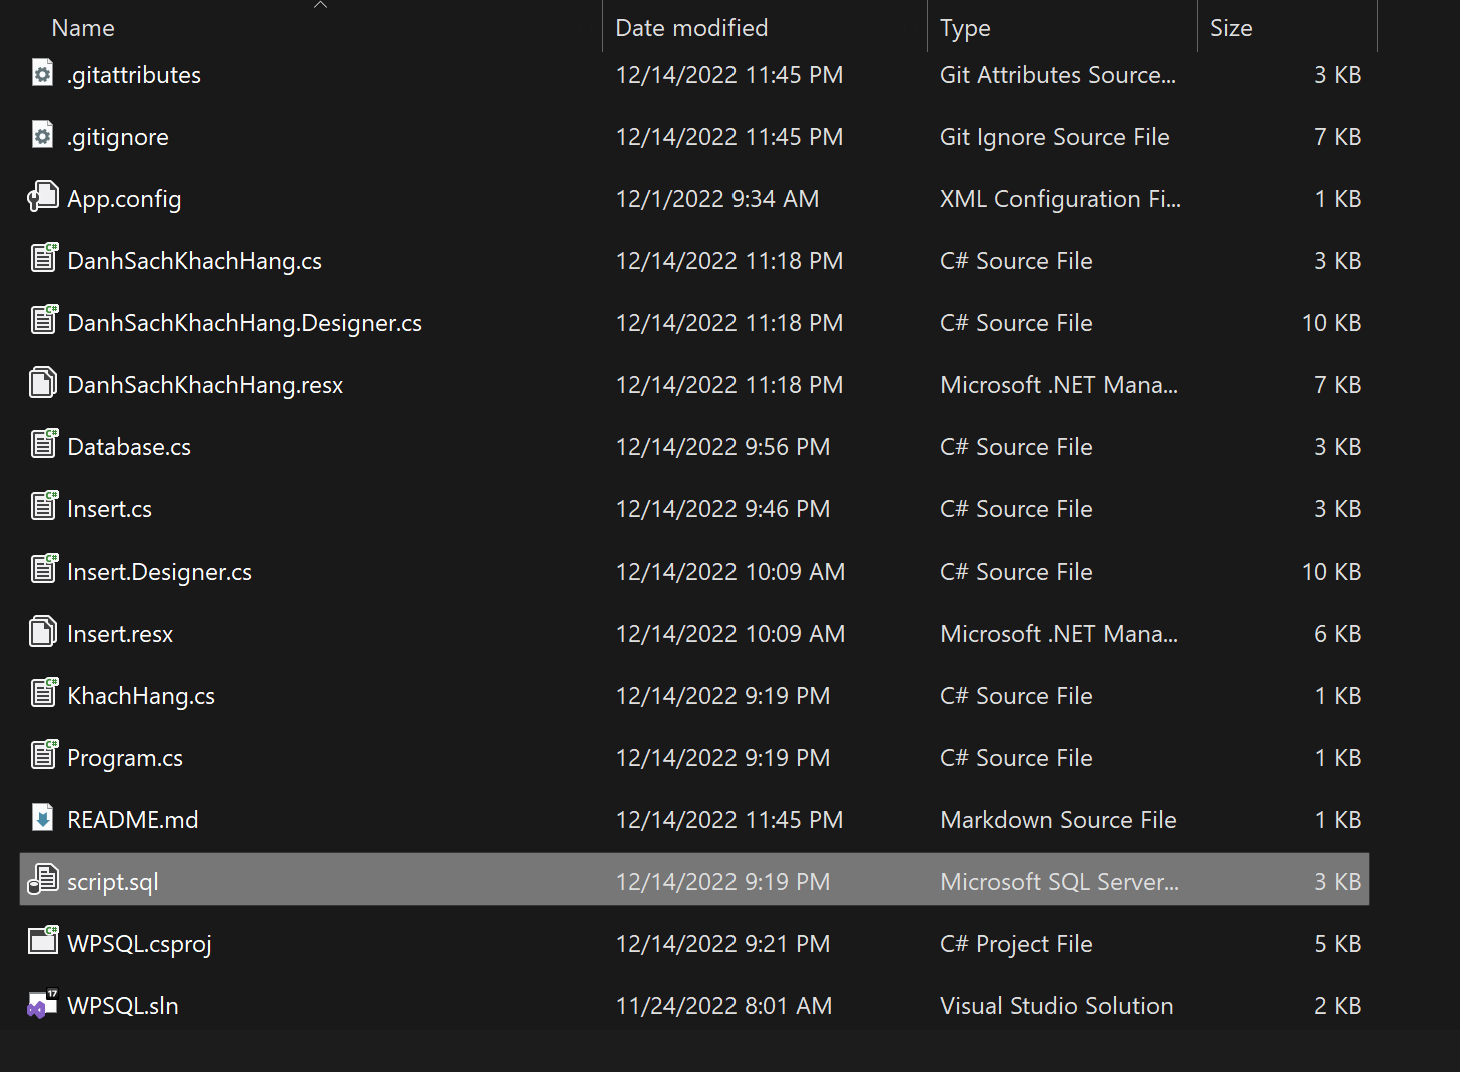 Name Date modified Type Size
.gitattributes 12/14/2022 11:45 PM Git Attributes Source... 3 KB
.gitignore 12/14/2022 11:45 PM Git Ignore Source File 7 KB
App.config 12/1/2022 9:34 AM XML Configuration Fi... 1 KB
DanhSachKhachHang.cs 12/14/2022 11:18 PM C# Source File 3 KB
DanhSachKhachHang.Designer.cs 12/14/2022 11:18 PM C# Source File 10 KB
DanhSachKhachHang.resx 12/14/2022 11:18 PM Microsoft .NET Mana... 7 KB
Database.cs 12/14/2022 9:56 PM C# Source File 3 KB
Insert.cs 12/14/2022 9:46 PM C# Source File 3 KB
Insert.Designer.cs 12/14/2022 10:09 AM C# Source File 10 KB
Insert.resx 12/14/2022 10:09 AM Microsoft .NET Mana... 6 KB
KhachHang.cs 12/14/2022 9:19 PM C# Source File 1 KB
Program.cs 12/14/2022 9:19 PM C# Source File 1 KB
README.md 12/14/2022 11:45 PM Markdown Source File 1 KB
script.sql 12/14/2022 9:19 PM Microsoft SQL Server... 3 KB
WPSQL.csproj 12/14/2022 9:21 PM C# Project File 5 KB
WPSQL.sln 11/24/2022 8:01 AM Visual Studio Solution 2 KB